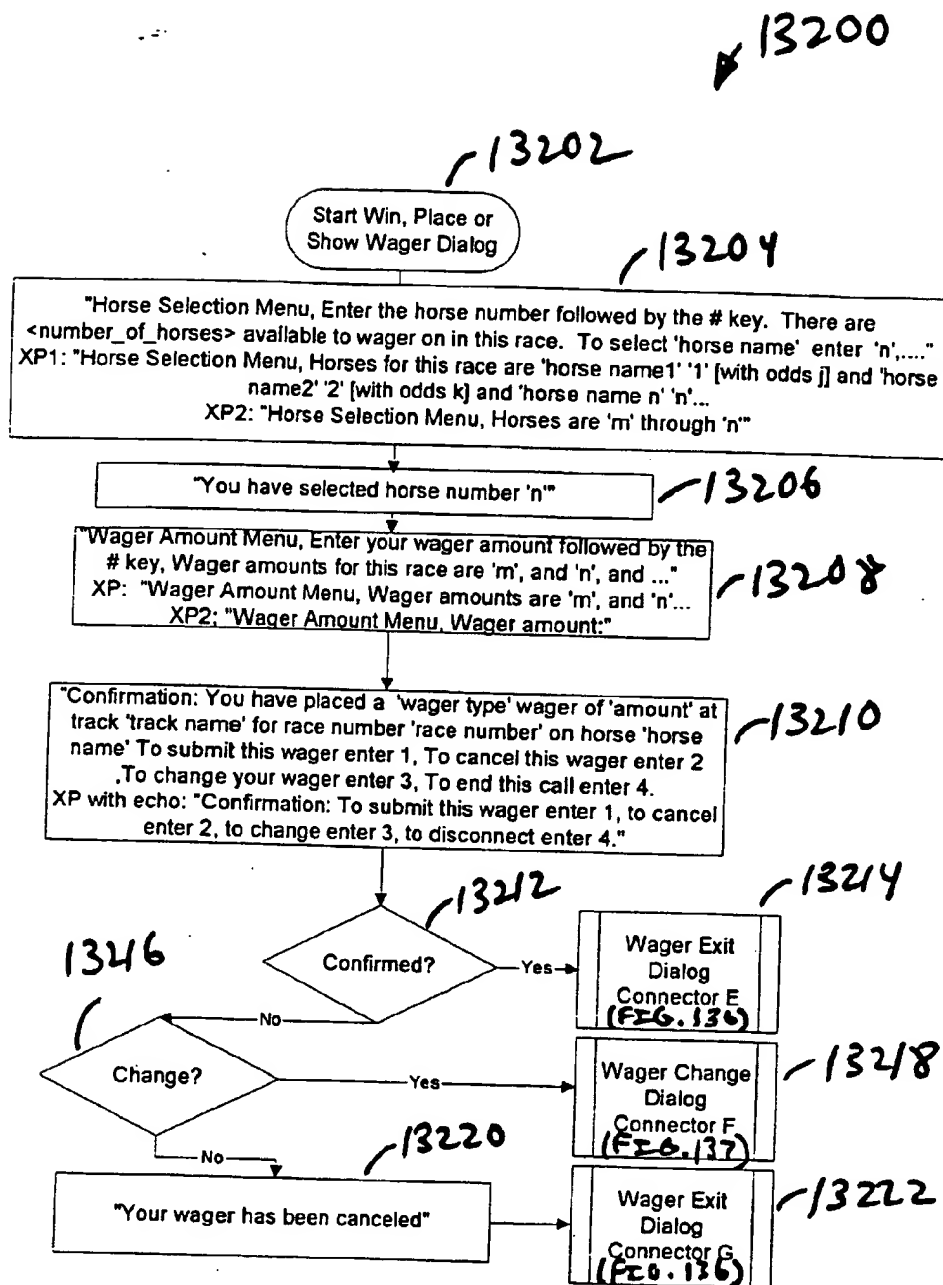 13200
13202
Start Win, Place or
Show Wager Dialog
13204
"Horse Selection Menu, Enter the horse number followed by the # key. There are
<number_of_horses> available to wager on in this race. To select 'horse name' enter 'n',...."
XP1: "Horse Selection Menu, Horses for this race are 'horse name1' '1' [with odds j] and 'horse
name2' '2' [with odds k] and 'horse name n' 'n'...
XP2: "Horse Selection Menu, Horses are 'm' through 'n'"
"You have selected horse number 'n'"
13206
"Wager Amount Menu, Enter your wager amount followed by the
# key, Wager amounts for this race are 'm', and 'n', and ..."
XP: "Wager Amount Menu, Wager amounts are 'm', and 'n'...
XP2; "Wager Amount Menu, Wager amount:"
13208
"Confirmation: You have placed a 'wager type' wager of 'amount' at
track 'track name' for race number 'race number' on horse 'horse
name' To submit this wager enter 1, To cancel this wager enter 2
,To change your wager enter 3, To end this call enter 4.
XP with echo: "Confirmation: To submit this wager enter 1, to cancel
enter 2, to change enter 3, to disconnect enter 4."
13210
13212
Confirmed?
Yes
13214
Wager Exit
Dialog
Connector E
(FIG. 136)
No
13216
Change?
Yes
Wager Change
Dialog
Connector F
(FIG. 137)
13218
No
13220
"Your wager has been canceled"
Wager Exit
Dialog
Connector G
(FIG. 136)
13222